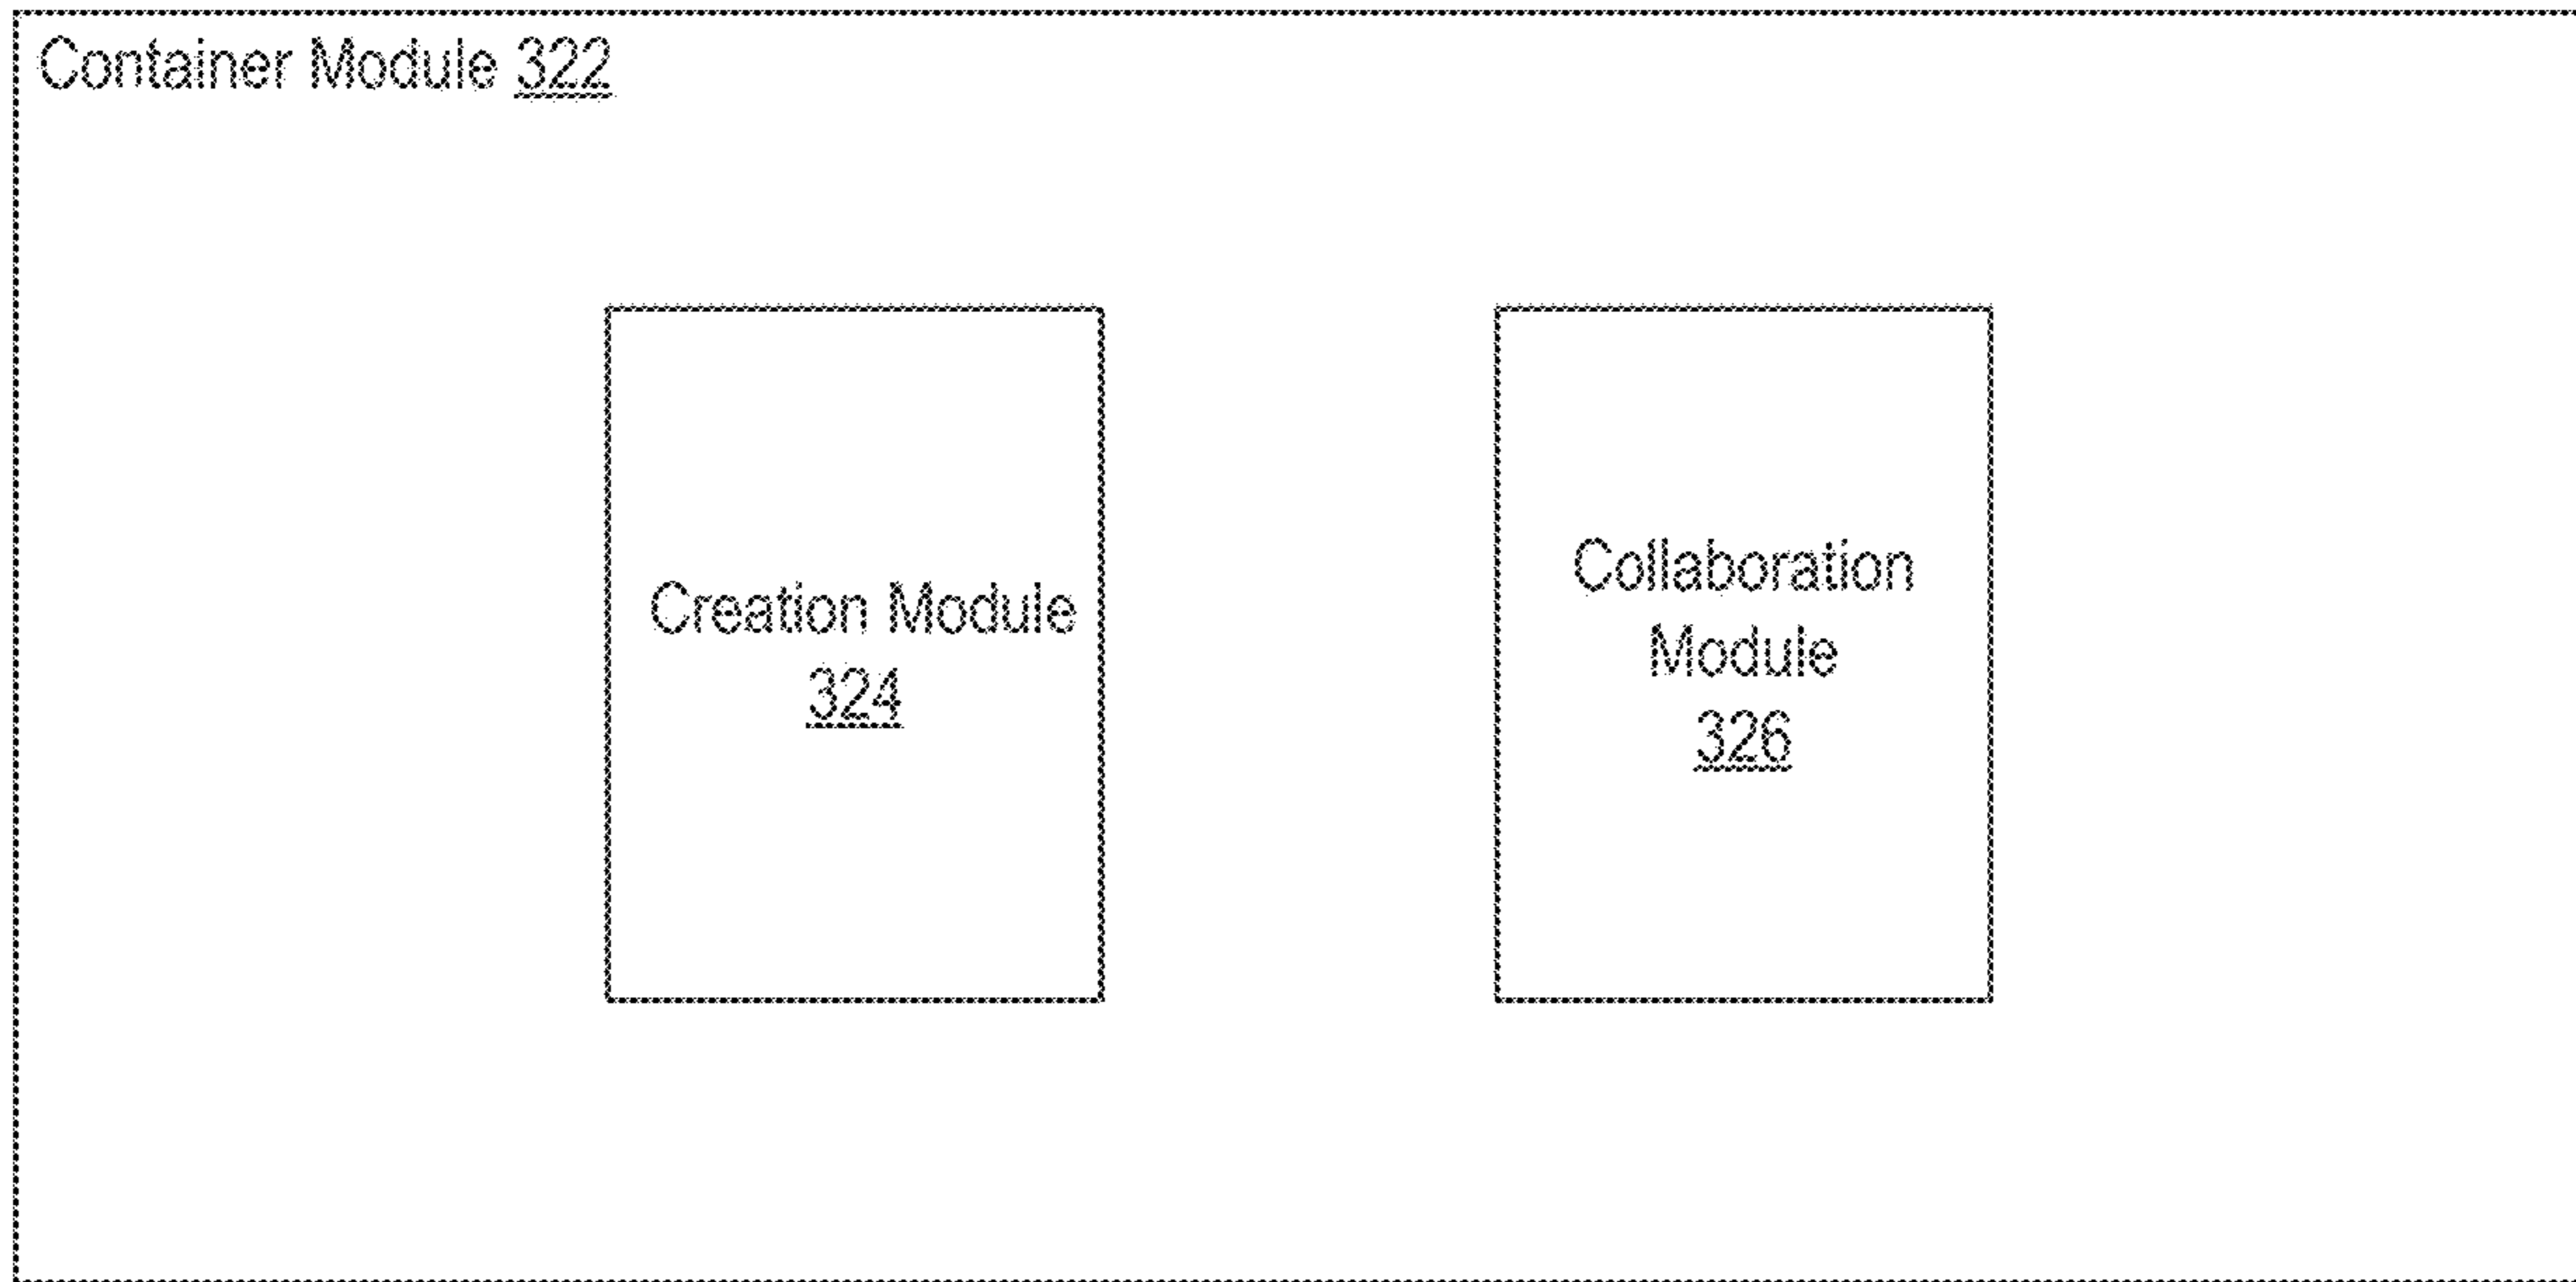 Container Module 322
Creation Module
324
Collaboration
Module
326